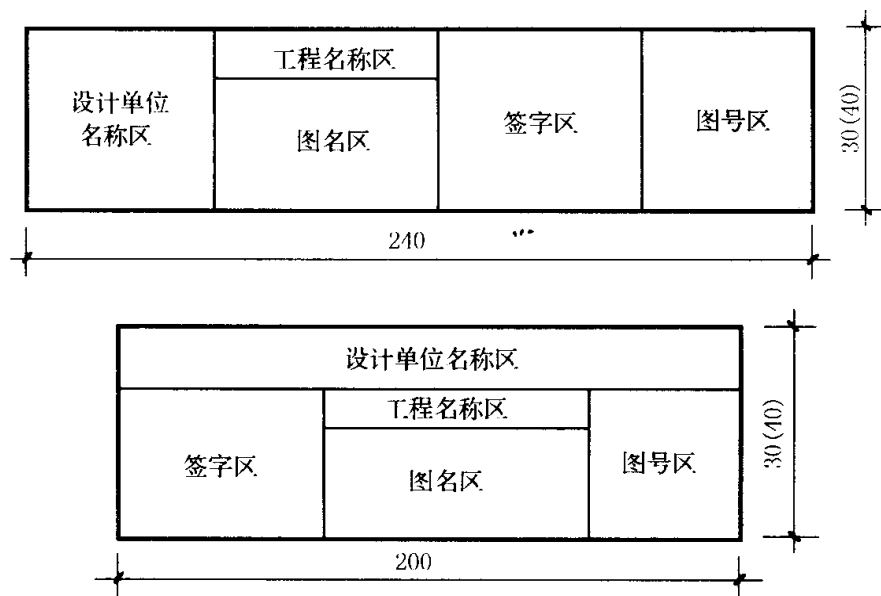 工程名称区
设计单位
名称区
图名区
签字区
图号区
30(40)
240
设计单位名称区
工程名称区
签字区
图名区
图号区
30(40)
200